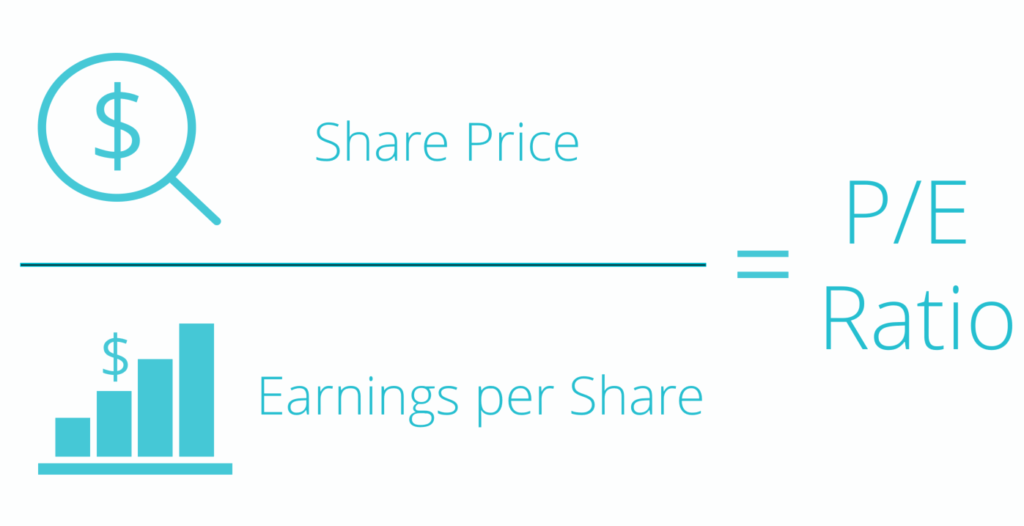 $
Share Price
=
P/E
Ratio
$
Earnings per Share